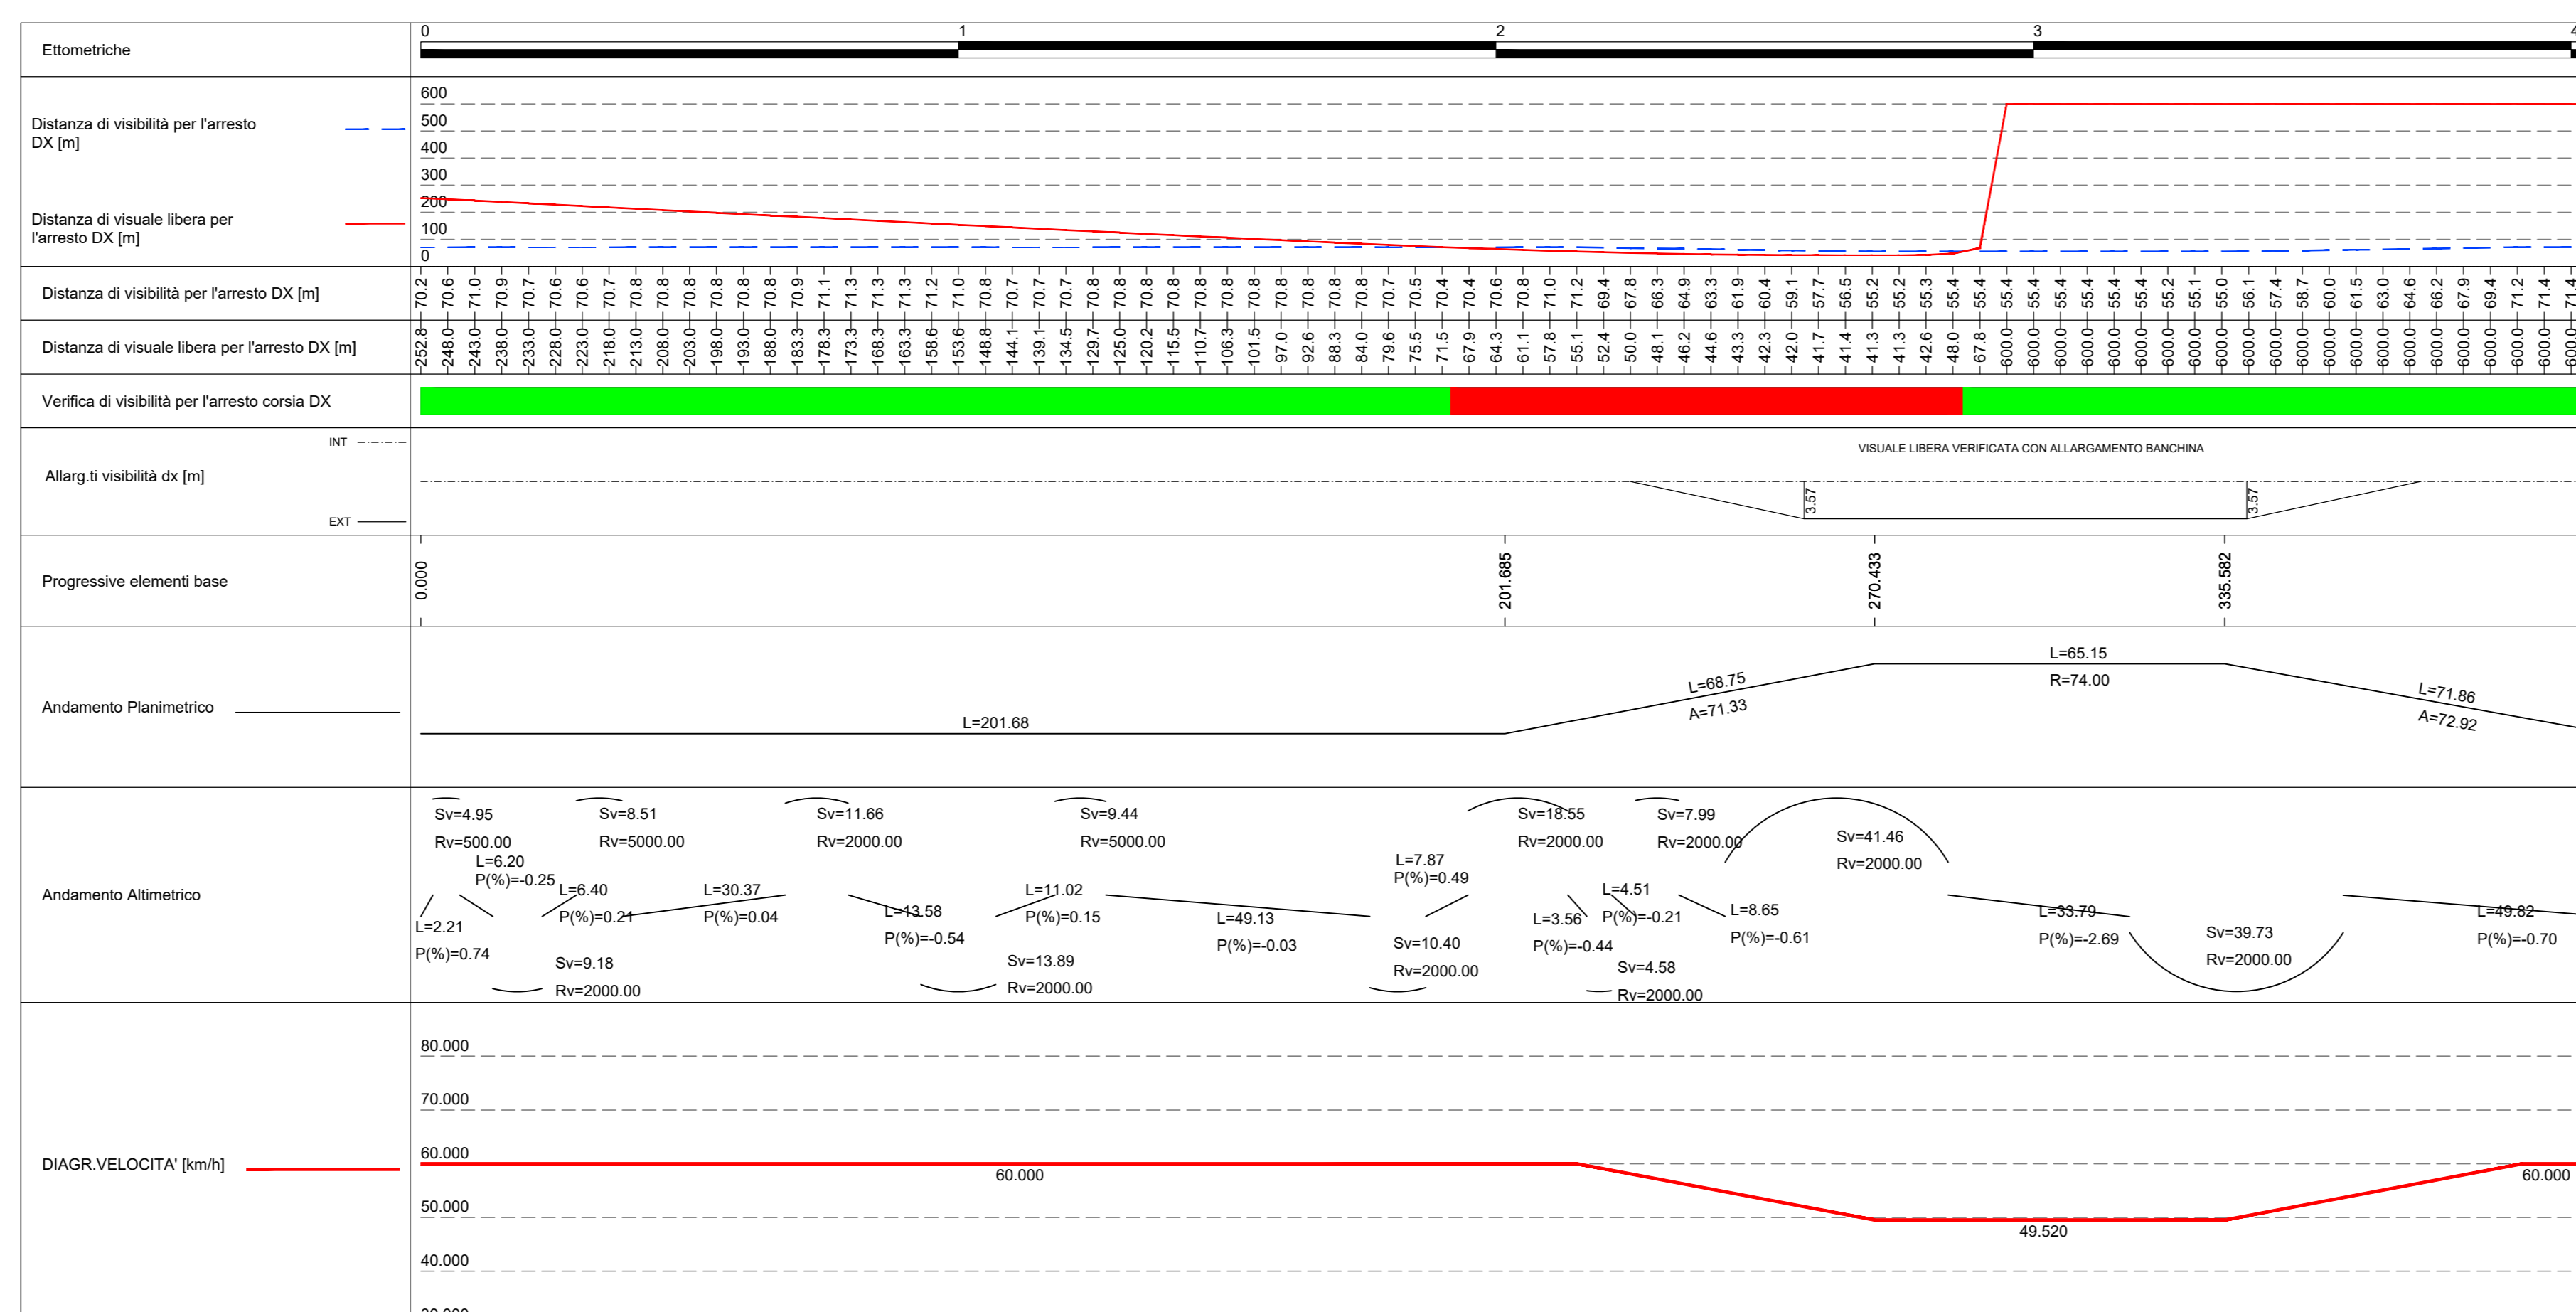 0 1 2 3 4
Ettometriche
600
500
400
300
200
100
0
Distanza di visibilità per l'arresto
DX [m]
Distanza di visuale libera per
l'arresto DX [m]
Distanza di visibilità per l'arresto DX [m]
70.2 70.6 71.0 70.9 70.7 70.6 70.6 70.7 70.8 70.8 70.8 70.8 70.8 70.8 70.9 71.1 71.3 71.3 71.3 71.2 71.0 70.8 70.7 70.7 70.7 70.8 70.8 70.8 70.8 70.8 70.8 70.8 70.8 70.8 70.8 70.8 70.7 70.5 70.4 70.4 70.6 70.8 71.0 71.2 69.4 67.8 66.3 64.9 63.3 61.9 60.4 59.1 57.7 56.5 55.2 55.2 55.3 55.4 55.4 55.4 55.4 55.4 55.4 55.4 55.4 55.2 55.1 55.0 56.1 57.4 58.7 60.0 61.5 63.0 64.6 66.2 67.9 69.4 71.2 71.4 71.4
Distanza di visuale libera per l'arresto DX [m]
252.8 248.0 243.0 238.0 233.0 228.0 223.0 218.0 213.0 208.0 203.0 198.0 193.0 188.0 183.3 178.3 173.3 168.3 163.3 158.6 153.6 148.8 144.1 139.1 134.5 129.7 125.0 120.2 115.5 110.7 106.3 101.5 97.0 92.6 88.3 84.0 79.6 75.5 71.5 67.9 64.3 61.1 57.8 55.1 52.4 50.0 48.1 46.2 44.6 43.3 42.3 42.0 41.7 41.4 41.3 41.3 42.6 48.0 67.8 600.0 600.0 600.0 600.0 600.0 600.0 600.0 600.0 600.0 600.0 600.0 600.0 600.0 600.0 600.0 600.0 600.0 600.0 600.0 600.0 600.0 600.0
Verifica di visibilità per l'arresto corsia DX
INT
VISUALE LIBERA VERIFICATA CON ALLARGAMENTO BANCHINA
Allarg.ti visibilità dx [m]
3.57 3.57
EXT
Progressive elementi base
0.000 201.685 270.433 335.582
Andamento Planimetrico
L=201.68
L=68.75
A=71.33
L=65.15
R=74.00
L=71.86
A=72.92
Andamento Altimetrico
Sv=4.95
Rv=500.00
Sv=8.51
Rv=5000.00
Sv=11.66
Rv=2000.00
Sv=9.44
Rv=5000.00
Sv=18.55
Rv=2000.00
Sv=7.99
Rv=2000.00
Sv=41.46
Rv=2000.00
L=2.21
P(%)=0.74
L=6.20
P(%)=-0.25
L=6.40
P(%)=0.21
L=30.37
P(%)=0.04
L=13.58
P(%)=-0.54
L=11.02
P(%)=0.15
L=49.13
P(%)=-0.03
L=7.87
P(%)=0.49
L=3.56
P(%)=-0.44
L=4.51
P(%)=-0.21
L=8.65
P(%)=-0.61
L=33.79
P(%)=-2.69
L=49.82
P(%)=-0.70
Sv=9.18
Rv=2000.00
Sv=13.89
Rv=2000.00
Sv=10.40
Rv=2000.00
Sv=4.58
Rv=2000.00
Sv=39.73
Rv=2000.00
DIAGR.VELOCITA' [km/h]
80.000
70.000
60.000
50.000
40.000
60.000
49.520
60.000